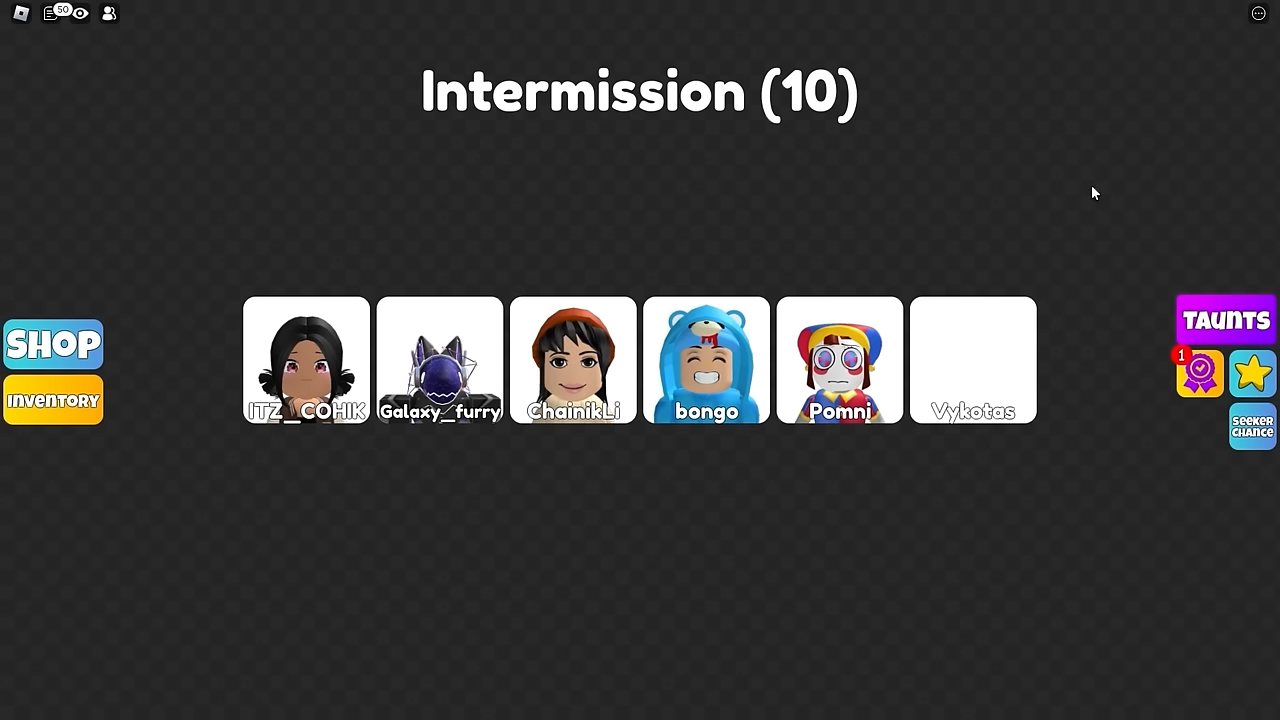 50
Intermission (10)
SHOP
INVENTORY
ITZ_COHIK
Galaxy_furry
ChainikLi
bongo
Pomni
Vykotas
TAUNTS
1
SEEKER
CHANCE